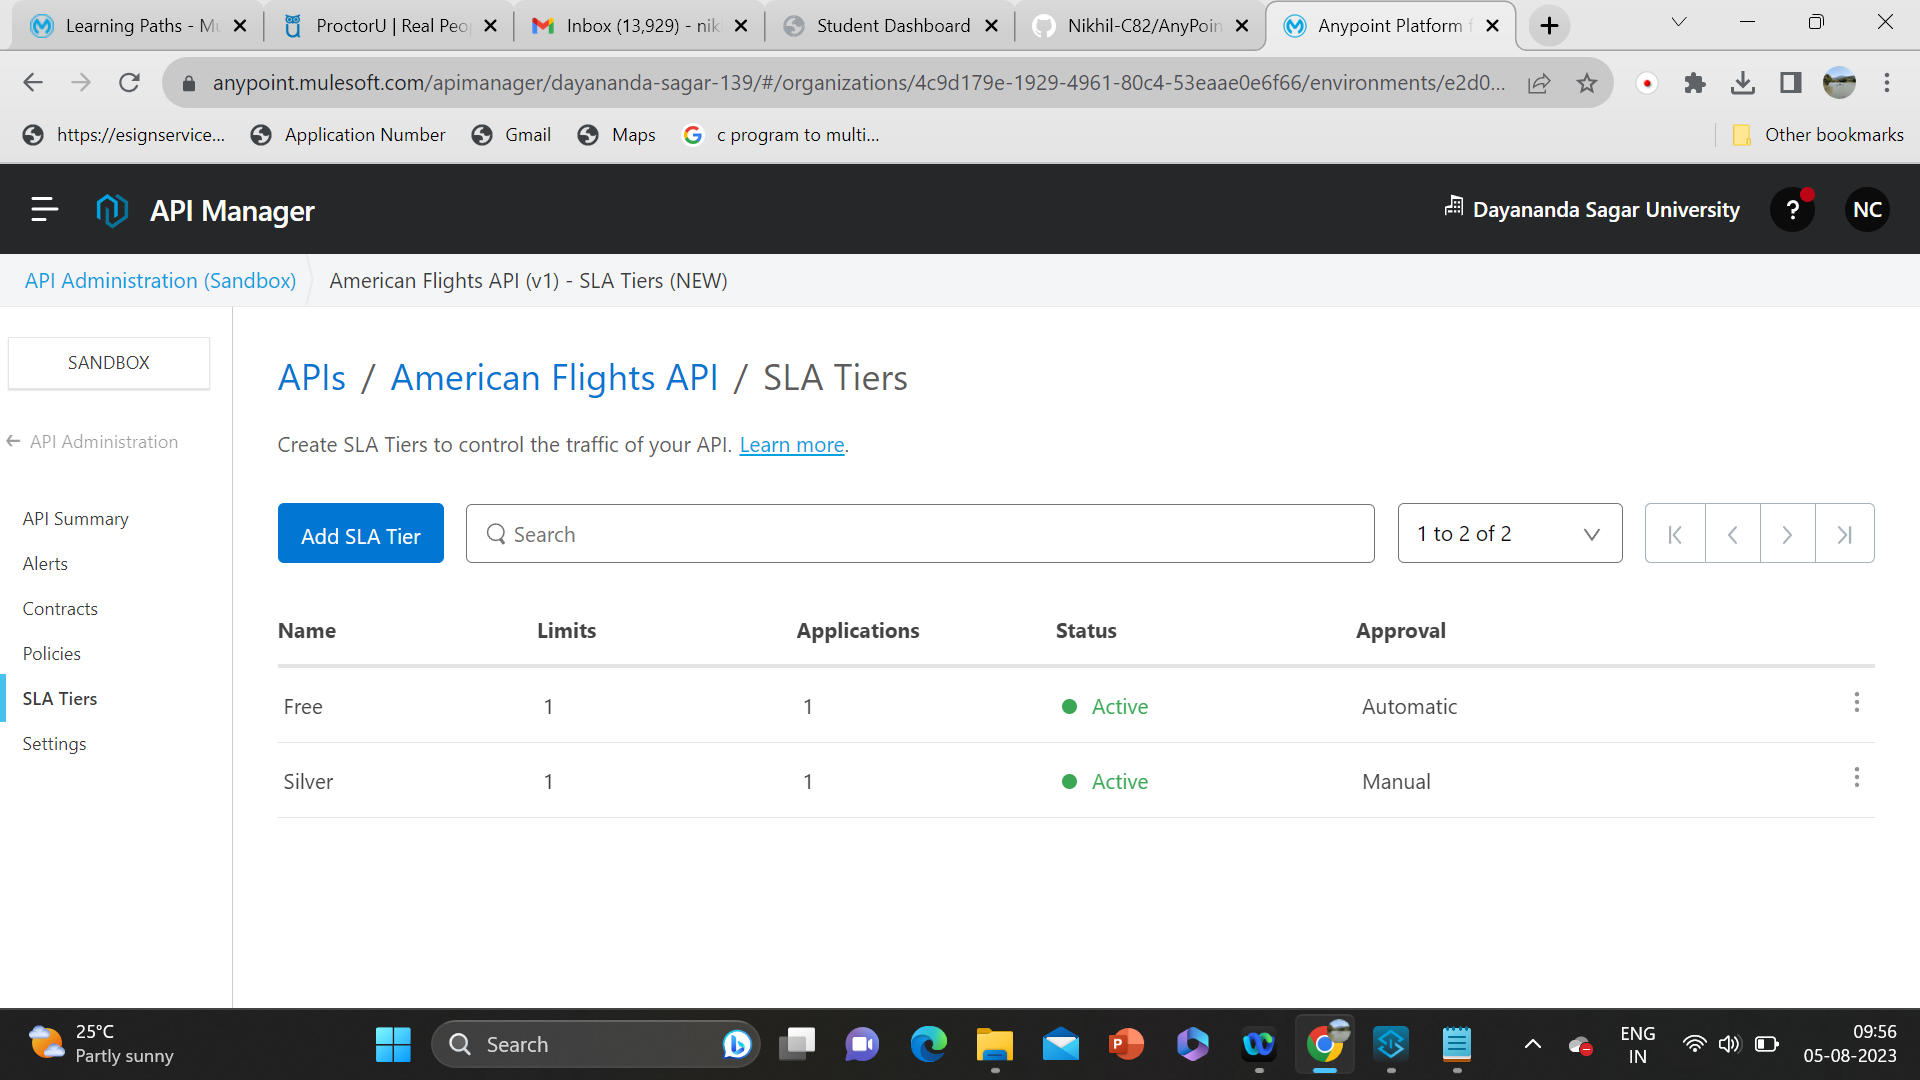 Learning Paths - Mu
ProctorU | Real Peop
Inbox (13,929) - nik
Student Dashboard
Nikhil-C82/AnyPoin
Anypoint Platform f
anypoint.mulesoft.com/apimanager/dayananda-sagar-139/#/organizations/4c9d179e-1929-4961-80c4-53eaae0e6f66/environments/e2d0...
https://esignservice...
Application Number
Gmail
Maps
c program to multi...
Other bookmarks
API Manager
Dayananda Sagar University
?
NC
API Administration (Sandbox)
American Flights API (v1) - SLA Tiers (NEW)
SANDBOX
API Administration
API Summary
Alerts
Contracts
Policies
SLA Tiers
Settings
APIs / American Flights API / SLA Tiers
Create SLA Tiers to control the traffic of your API. Learn more.
Add SLA Tier
Search
1 to 2 of 2
Name Limits Applications Status Approval
Free 1 1 Active Automatic
Silver 1 1 Active Manual
25°C
Partly sunny
Search
ENG
IN
09:56
05-08-2023